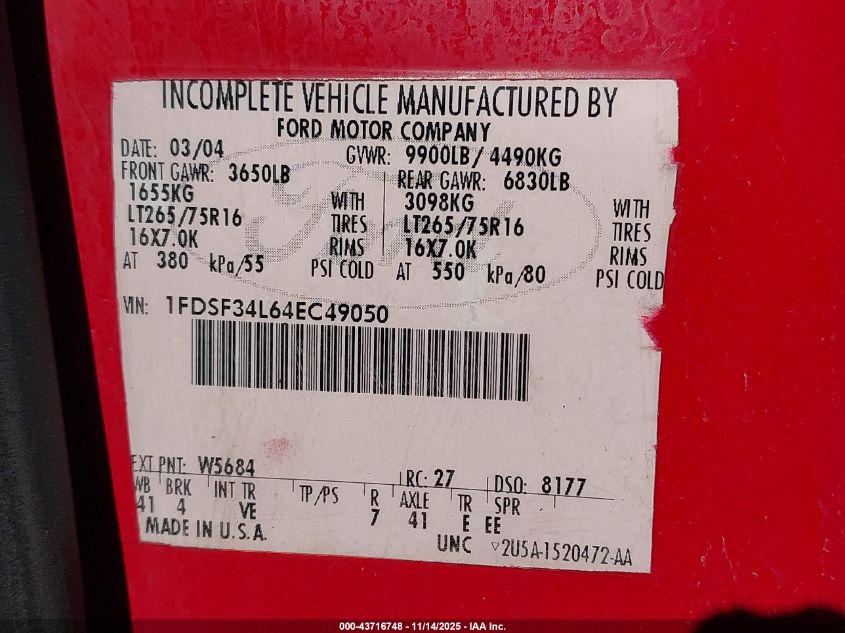 INCOMPLETE VEHICLE MANUFACTURED BY
FORD MOTOR COMPANY
DATE: 03/04 GVWR: 9900LB / 4490KG
FRONT GAWR: 3650LB REAR GAWR: 6830LB
1655KG WITH 3098KG WITH
LT265/75R16 TIRES LT265/75R16 TIRES
16X7.0K RIMS 16X7.0K RIMS
AT 380 kPa/55 PSI COLD AT 550 kPa/80 PSI COLD
VIN: 1FDSF34L64EC49050
EXT PNT: W5684 RC: 27 DSO: 8177
WB BRK INT TR TP/PS R AXLE TR SPR
41 4 VE 7 41 E EE
MADE IN U.S.A.
UNC ▽2U5A-1520472-AA
Ford
000-43716748 - 11/14/2025 - IAA Inc.